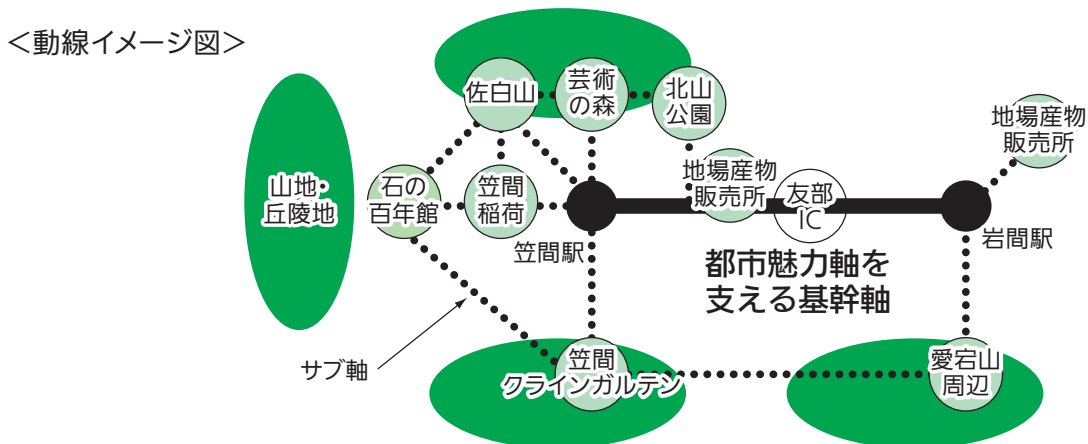 ＜動線イメージ図＞
佐白山
芸術
の森
北山
公園
地場産物
販売所
山地・
丘陵地
石の
百年館
笠間
稲荷
地場産物
販売所
友部
IC
笠間駅
岩間駅
都市魅力軸を
支える基幹軸
サブ軸
笠間
クラインガルテン
愛宕山
周辺